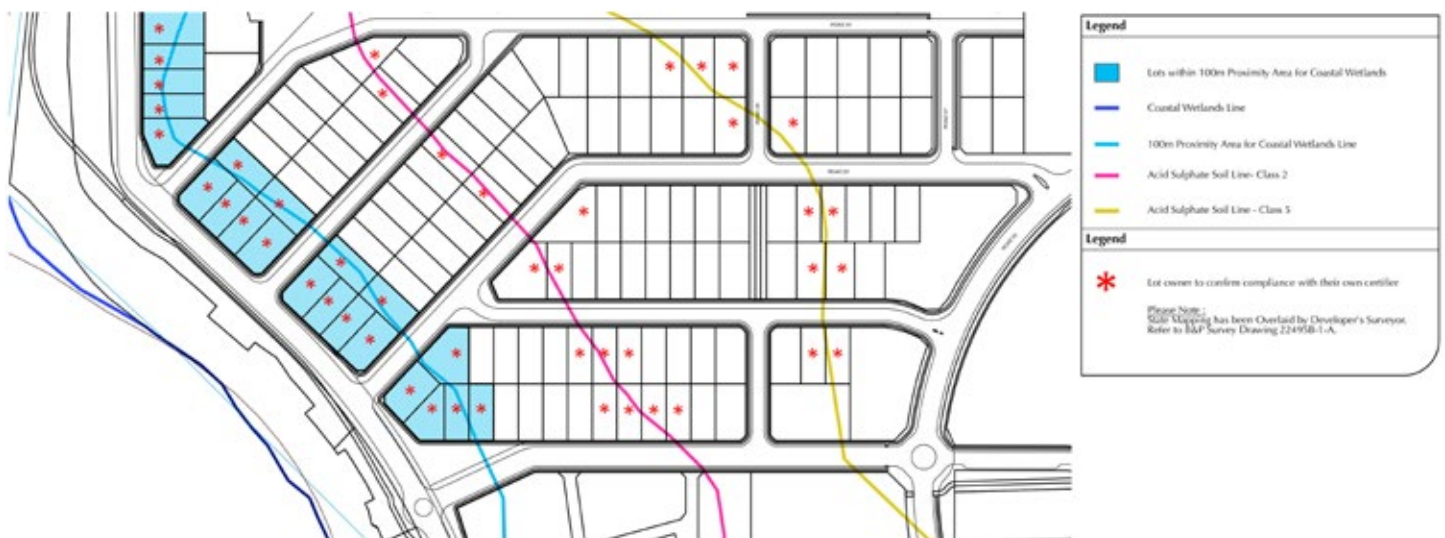 Legend
Lots within 100m Proximity Area for Coastal Wetlands
Coastal Wetlands Line
100m Proximity Area for Coastal Wetlands Line
Acid Sulphate Soil Line- Class 2
Acid Sulphate Soil Line - Class 5
Legend
Lot owner to confirm compliance with their own certifier
Please Note :
State Mapping has been Overlaid by Developer's Surveyor.
Refer to B&P Survey Drawing 22495B-1-A.